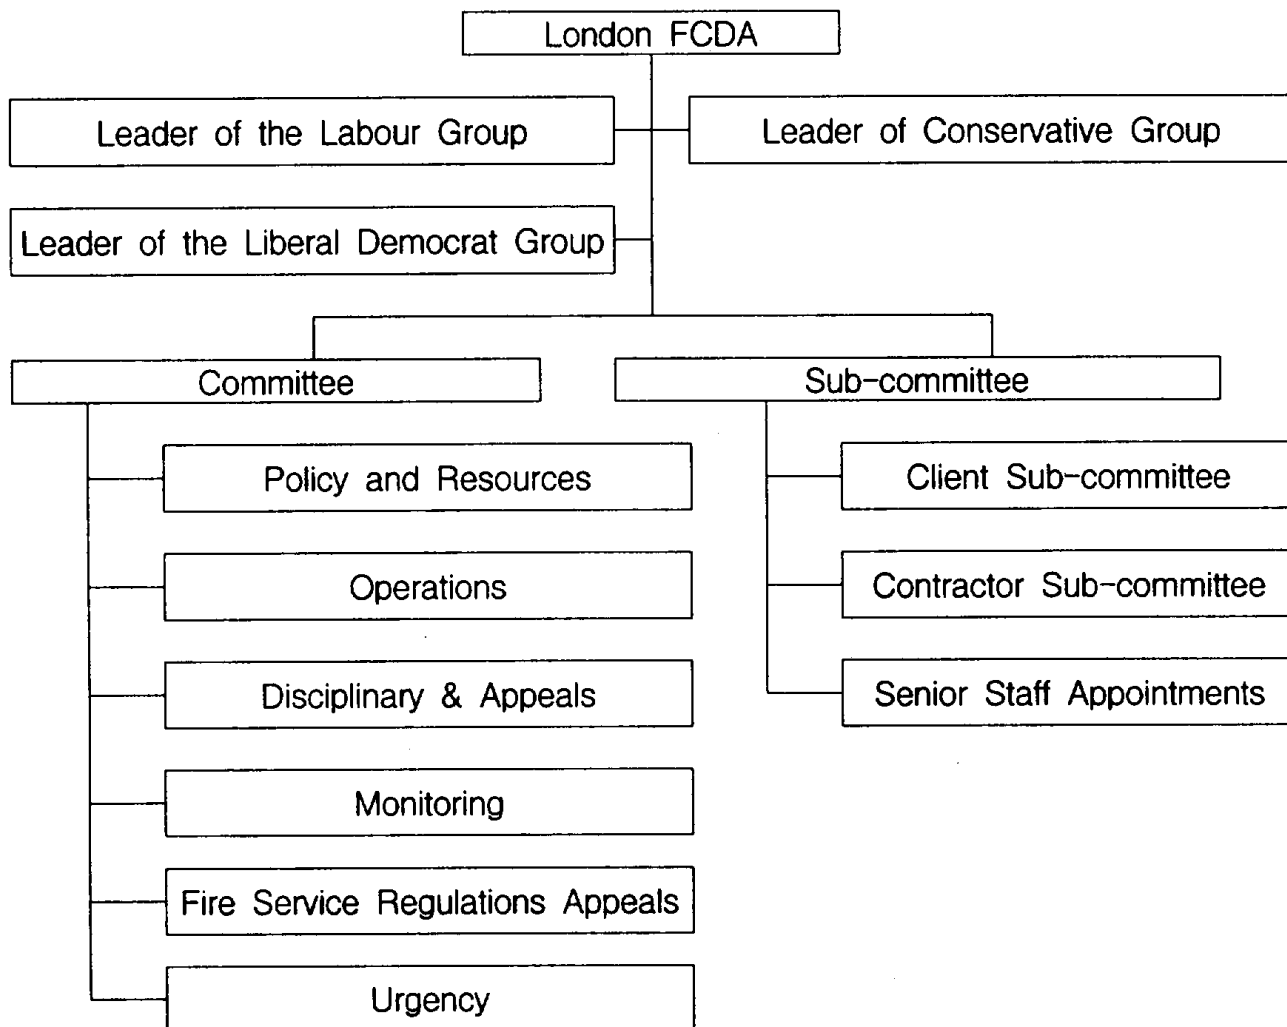 London FCDA
Leader of the Labour Group
Leader of Conservative Group
Leader of the Liberal Democrat Group
Committee
Sub-committee
Policy and Resources
Operations
Disciplinary & Appeals
Monitoring
Fire Service Regulations Appeals
Urgency
Client Sub-committee
Contractor Sub-committee
Senior Staff Appointments